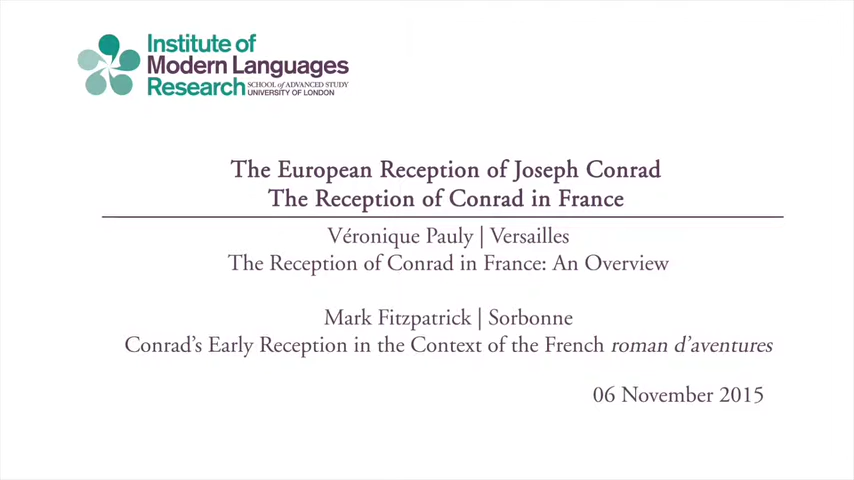 Institute of
Modern Languages
Research SCHOOL of ADVANCED STUDY
UNIVERSITY OF LONDON
The European Reception of Joseph Conrad
The Reception of Conrad in France
Véronique Pauly | Versailles
The Reception of Conrad in France: An Overview
Mark Fitzpatrick | Sorbonne
Conrad's Early Reception in the Context of the French roman d'aventures
06 November 2015